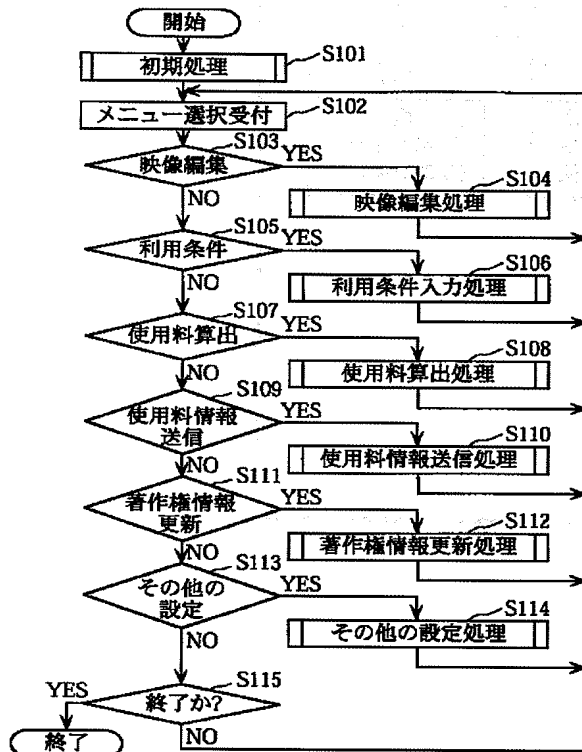 開始
初期処理
S101
メニュー選択受付
S102
S103
映像編集
YES
NO
S104
映像編集処理
S105
利用条件
YES
NO
S106
利用条件入力処理
S107
使用料算出
YES
NO
S108
使用料算出処理
S109
使用料情報
送信
YES
NO
S110
使用料情報送信処理
S111
著作権情報
更新
YES
NO
S112
著作権情報更新処理
S113
その他の
設定
YES
NO
S114
その他の設定処理
S115
終了か?
YES
NO
終了